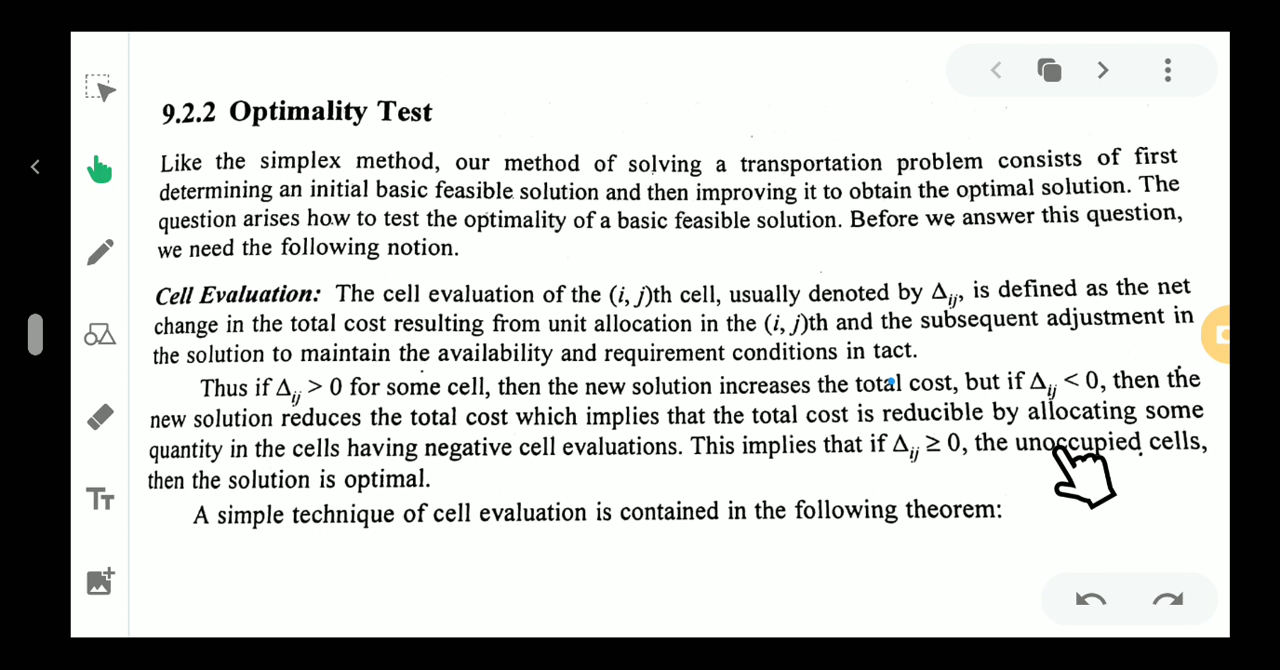 9.2.2 Optimality Test
Like the simplex method, our method of solving a transportation problem consists of first
determining an initial basic feasible solution and then improving it to obtain the optimal solution. The
question arises how to test the optimality of a basic feasible solution. Before we answer this question,
we need the following notion.
Cell Evaluation: The cell evaluation of the (i, j)th cell, usually denoted by Δij, is defined as the net
change in the total cost resulting from unit allocation in the (i, j)th and the subsequent adjustment in
the solution to maintain the availability and requirement conditions in tact.
Thus if Δij > 0 for some cell, then the new solution increases the total cost, but if Δij < 0, then the
new solution reduces the total cost which implies that the total cost is reducible by allocating some
quantity in the cells having negative cell evaluations. This implies that if Δij ≥ 0, the unoccupied cells,
then the solution is optimal.
A simple technique of cell evaluation is contained in the following theorem:
TT